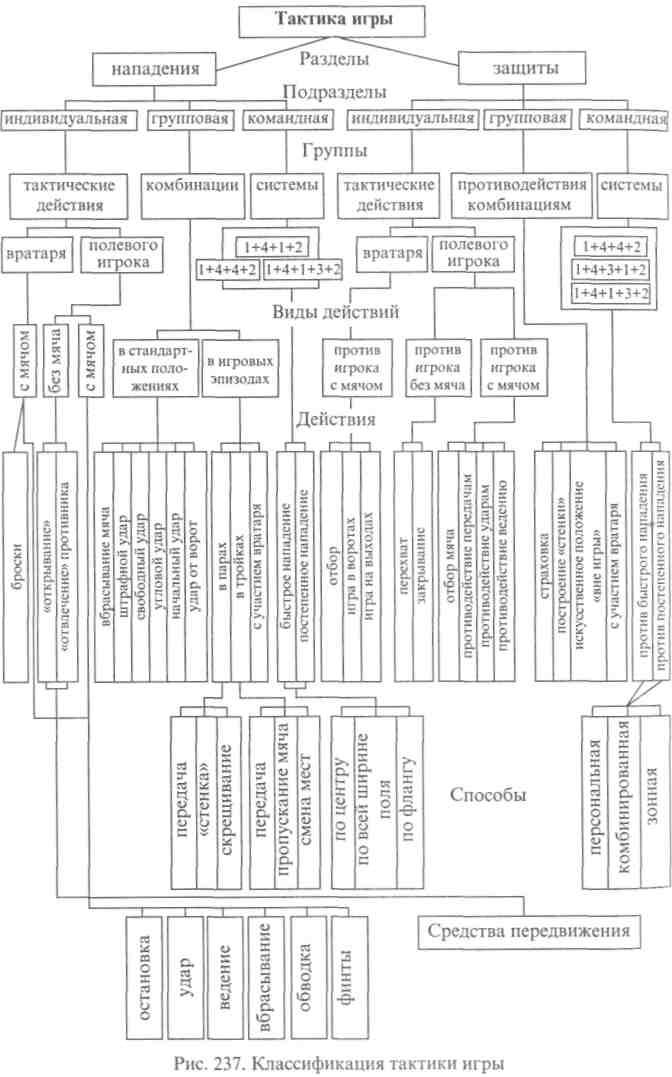 Тактика игры
Разделы
нападения
защиты
Подразделы
индивидуальная
групповая
командная
индивидуальная
групповая
командная
Группы
тактические
действия
комбинации
системы
тактические
действия
противодействия
комбинациям
системы
вратаря
полевого
игрока
1+4+1+2
1+4+4+2
1+4+1+3+2
вратаря
полевого
игрока
1+4+4+2
1+4+3+1+2
1+4+1+3+2
Виды действий
с мячом
без мяча
с мячом
в стандарт-
ных поло-
жениях
в игровых
эпизодах
против
игрока
с мячом
против
игрока
без мяча
против
игрока
с мячом
Действия
броски
«открывание»
«отвлечение» противника
вбрасывание мяча
штрафной удар
свободный удар
угловой удар
начальный удар
удар от ворот
в парах
в тройках
с участием вратаря
быстрое нападение
постепенное нападение
отбор
игра в воротах
игра на выходах
перехват
закрывание
отбор мяча
противодействие передачам
противодействие ударам
противодействие ведению
страховка
построение «стенки»
искусственное положение
«вне игры»
с участием вратаря
против быстрого нападения
против постепенного нападения
передача
«стенка»
скрещивание
передача
пропускание мяча
смена мест
по центру
по всей ширине
поля
по флангу
Способы
персональная
комбинированная
зонная
остановка
удар
ведение
вбрасывание
обводка
финты
Средства передвижения
Рис. 237. Классификация тактики игры